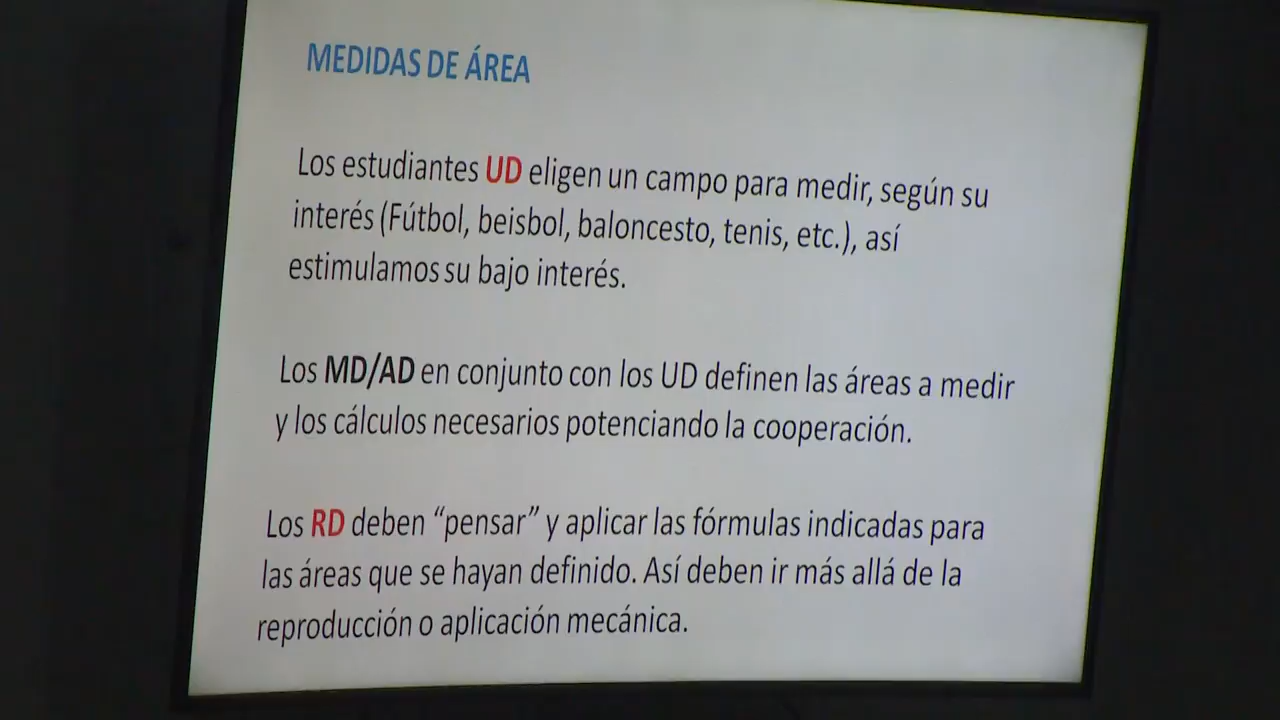 MEDIDAS DE ÁREA
Los estudiantes UD eligen un campo para medir, según su
interés (Fútbol, beisbol, baloncesto, tenis, etc.), así
estimulamos su bajo interés.
Los MD/AD en conjunto con los UD definen las áreas a medir
y los cálculos necesarios potenciando la cooperación.
Los RD deben “pensar” y aplicar las fórmulas indicadas para
las áreas que se hayan definido. Así deben ir más allá de la
reproducción o aplicación mecánica.